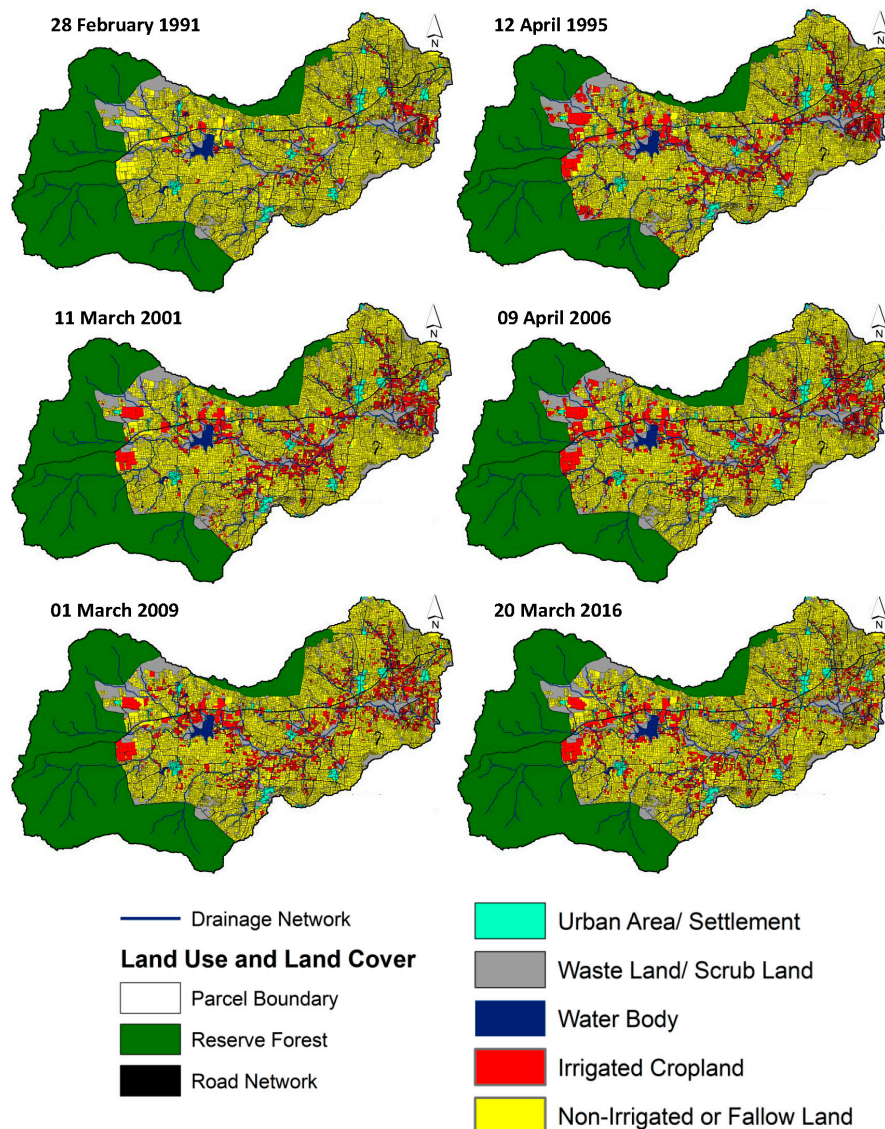 28 February 1991
N
12 April 1995
N
11 March 2001
N
09 April 2006
N
01 March 2009
N
20 March 2016
N
Drainage Network
Land Use and Land Cover
Parcel Boundary
Reserve Forest
Road Network
Urban Area/ Settlement
Waste Land/ Scrub Land
Water Body
Irrigated Cropland
Non-Irrigated or Fallow Land